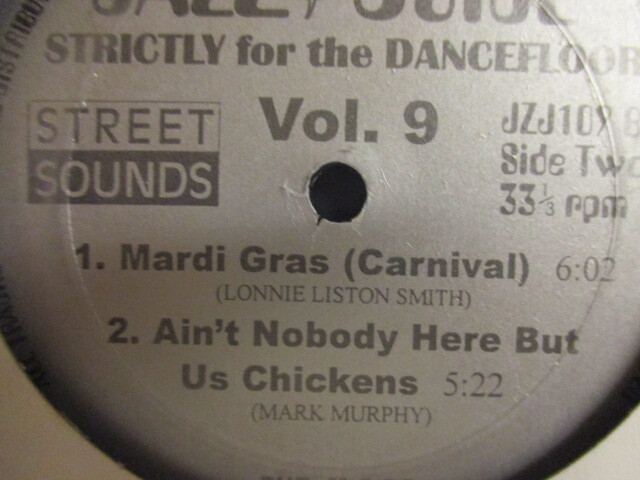 STRICTLY for the DANCEFLOOR
STREET
SOUNDS
Vol. 9
JZJ109
Side Two
33⅓ rpm
1. Mardi Gras (Carnival) 6:02
(LONNIE LISTON SMITH)
2. Ain't Nobody Here But
Us Chickens 5:22
(MARK MURPHY)